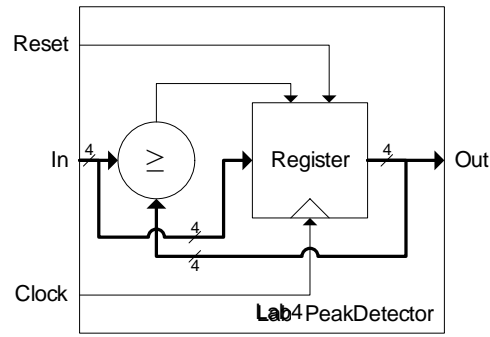 Reset
4
In
≥
Register
4
Out
4
4
Clock
Lab4PeakDetector